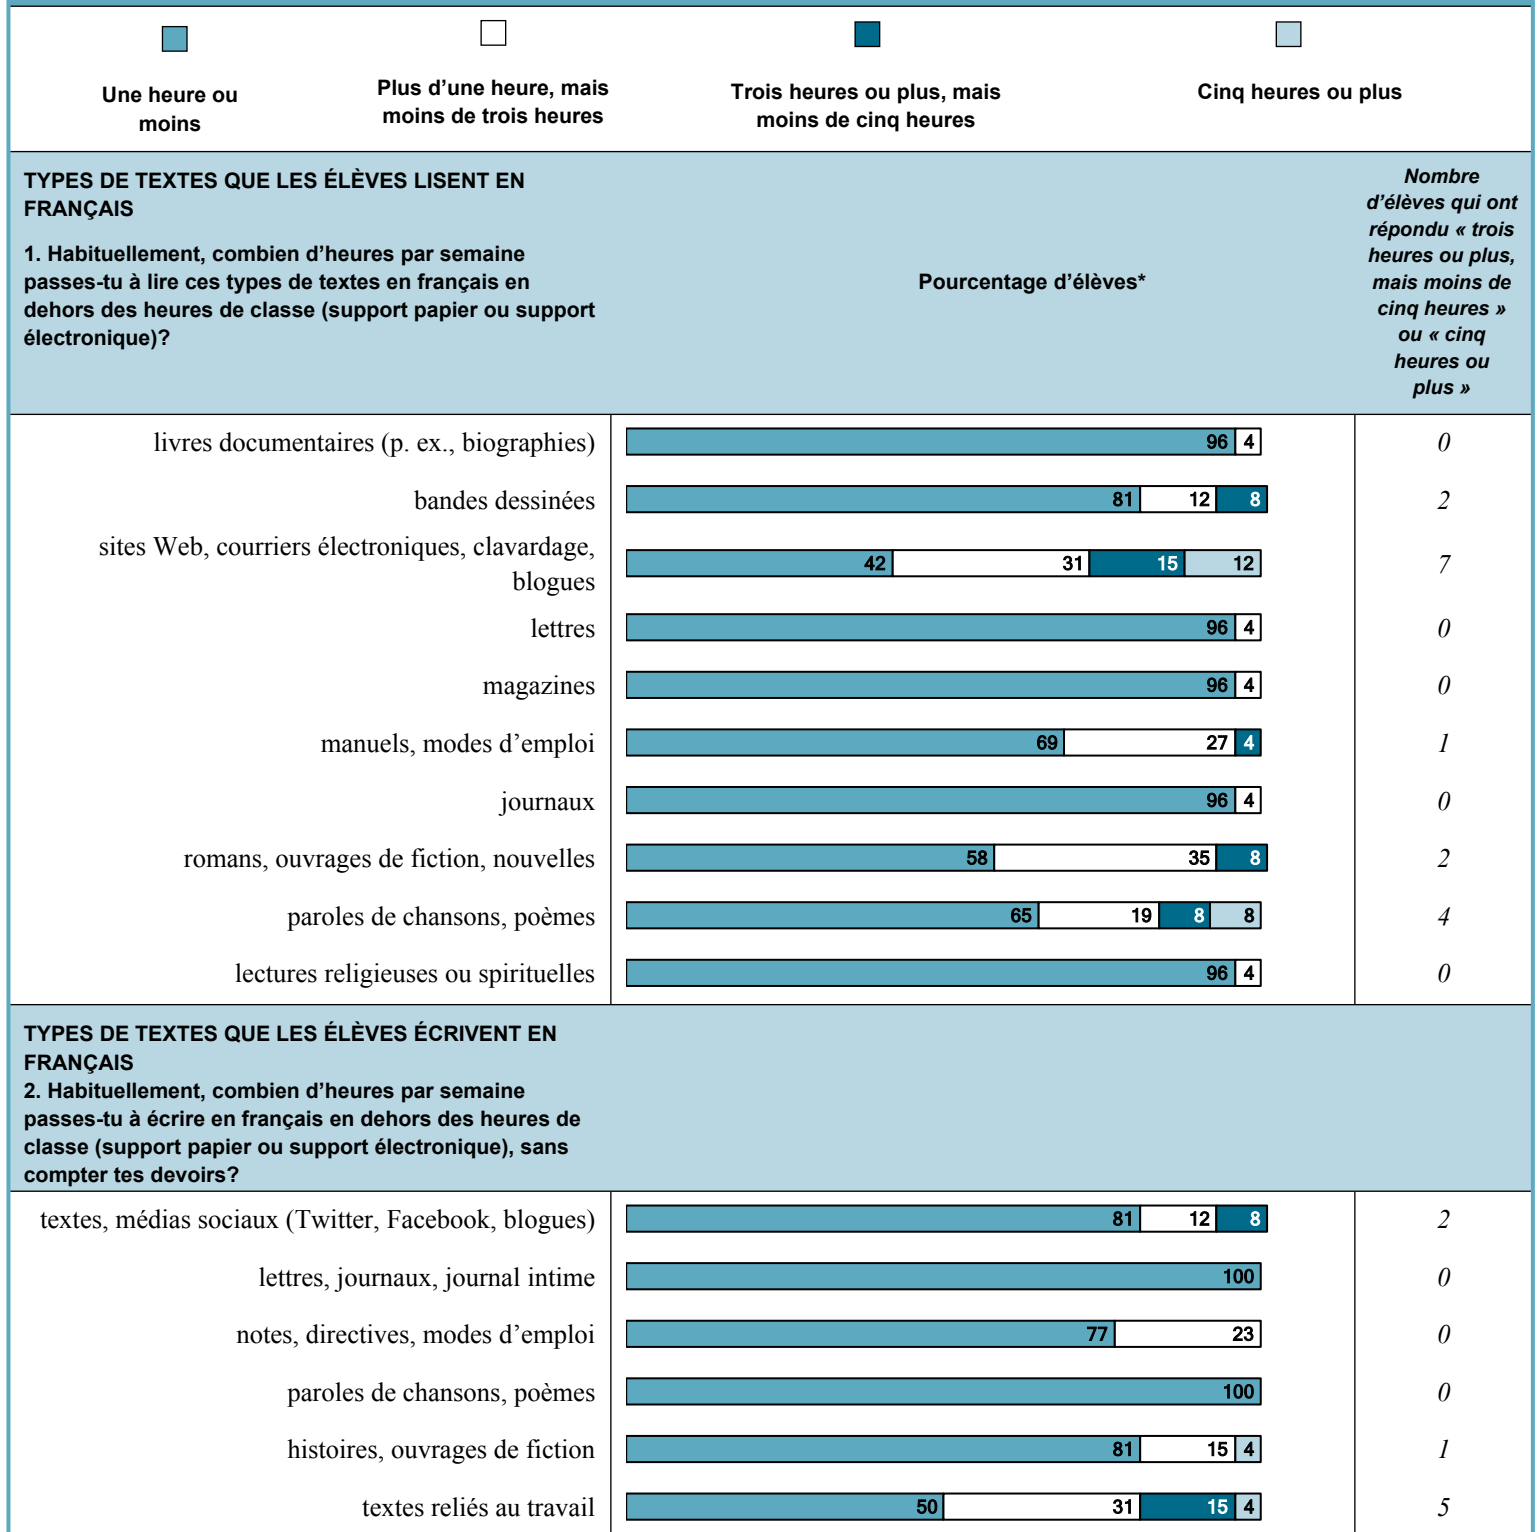 Une heure ou
moins
Plus d’une heure, mais
moins de trois heures
Trois heures ou plus, mais
moins de cinq heures
Cinq heures ou plus
TYPES DE TEXTES QUE LES ÉLÈVES LISENT EN
FRANÇAIS
1. Habituellement, combien d’heures par semaine
passes-tu à lire ces types de textes en français en
dehors des heures de classe (support papier ou support
électronique)?
Pourcentage d’élèves*
Nombre
d’élèves qui ont
répondu « trois
heures ou plus,
mais moins de
cinq heures »
ou « cinq
heures ou
plus »
livres documentaires (p. ex., biographies) 96 4 0
bandes dessinées 81 12 8 2
sites Web, courriers électroniques, clavardage,
blogues 42 31 15 12 7
lettres 96 4 0
magazines 96 4 0
manuels, modes d’emploi 69 27 4 1
journaux 96 4 0
romans, ouvrages de fiction, nouvelles 58 35 8 2
paroles de chansons, poèmes 65 19 8 8 4
lectures religieuses ou spirituelles 96 4 0
TYPES DE TEXTES QUE LES ÉLÈVES ÉCRIVENT EN
FRANÇAIS
2. Habituellement, combien d’heures par semaine
passes-tu à écrire en français en dehors des heures de
classe (support papier ou support électronique), sans
compter tes devoirs?
textes, médias sociaux (Twitter, Facebook, blogues) 81 12 8 2
lettres, journaux, journal intime 100 0
notes, directives, modes d’emploi 77 23 0
paroles de chansons, poèmes 100 0
histoires, ouvrages de fiction 81 15 4 1
textes reliés au travail 50 31 15 4 5